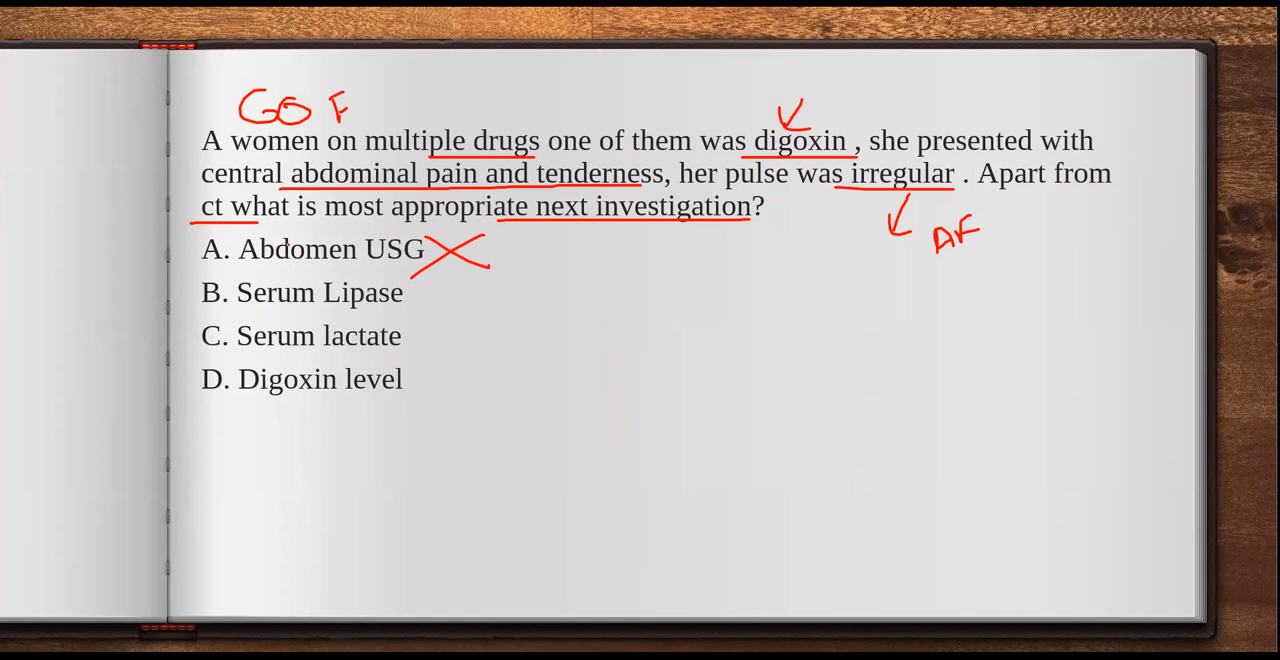 60 F
A women on multiple drugs one of them was digoxin , she presented with
central abdominal pain and tenderness, her pulse was irregular . Apart from
ct what is most appropriate next investigation?
AF
A. Abdomen USG
B. Serum Lipase
C. Serum lactate
D. Digoxin level